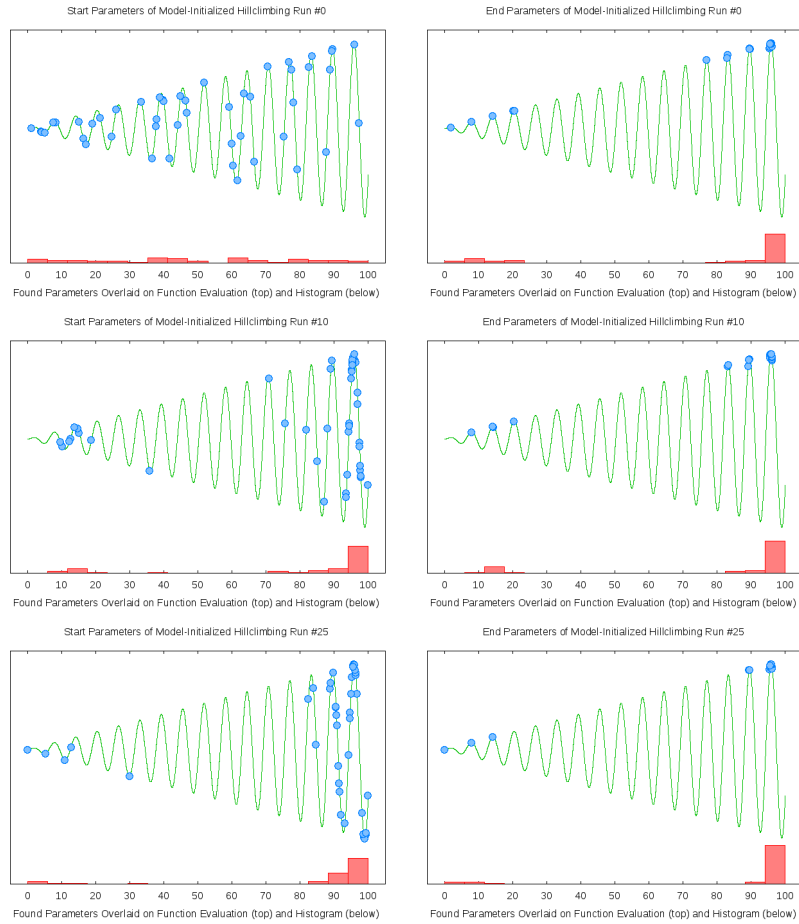 Start Parameters of Model-Initialized Hillclimbing Run #0
End Parameters of Model-Initialized Hillclimbing Run #0
0 10 20 30 40 50 60 70 80 90 100
0 10 20 30 40 50 60 70 80 90 100
Found Parameters Overlaid on Function Evaluation (top) and Histogram (below)
Found Parameters Overlaid on Function Evaluation (top) and Histogram (below)
Start Parameters of Model-Initialized Hillclimbing Run #10
End Parameters of Model-Initialized Hillclimbing Run #10
0 10 20 30 40 50 60 70 80 90 100
0 10 20 30 40 50 60 70 80 90 100
Found Parameters Overlaid on Function Evaluation (top) and Histogram (below)
Found Parameters Overlaid on Function Evaluation (top) and Histogram (below)
Start Parameters of Model-Initialized Hillclimbing Run #25
End Parameters of Model-Initialized Hillclimbing Run #25
0 10 20 30 40 50 60 70 80 90 100
0 10 20 30 40 50 60 70 80 90 100
Found Parameters Overlaid on Function Evaluation (top) and Histogram (below)
Found Parameters Overlaid on Function Evaluation (top) and Histogram (below)